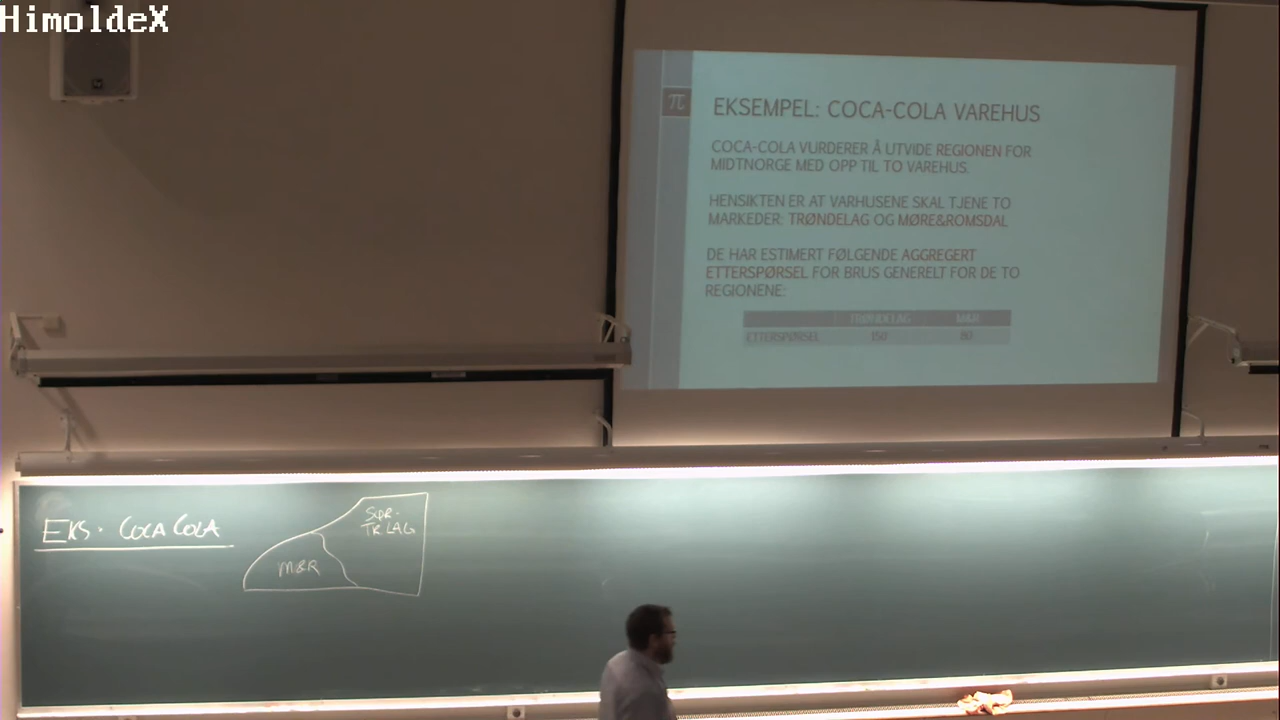 HimoldeX
π
EKSEMPEL: COCA-COLA VAREHUS
COCA-COLA VURDERER Å UTVIDE REGIONEN FOR
MIDTNORGE MED OPP TIL TO VAREHUS.
HENSIKTEN ER AT VARHUSENE SKAL TJENE TO
MARKEDER: TRØNDELAG OG MØRE&ROMSDAL
DE HAR ESTIMERT FØLGENDE AGGREGERT
ETTERSPØRSEL FOR BRUS GENERELT FOR DE TO
REGIONENE:
TRØNDELAG M&R
ETTERSPØRSEL 150 80
EKS. COCA COLA
SØR-
TR LAG
M&R